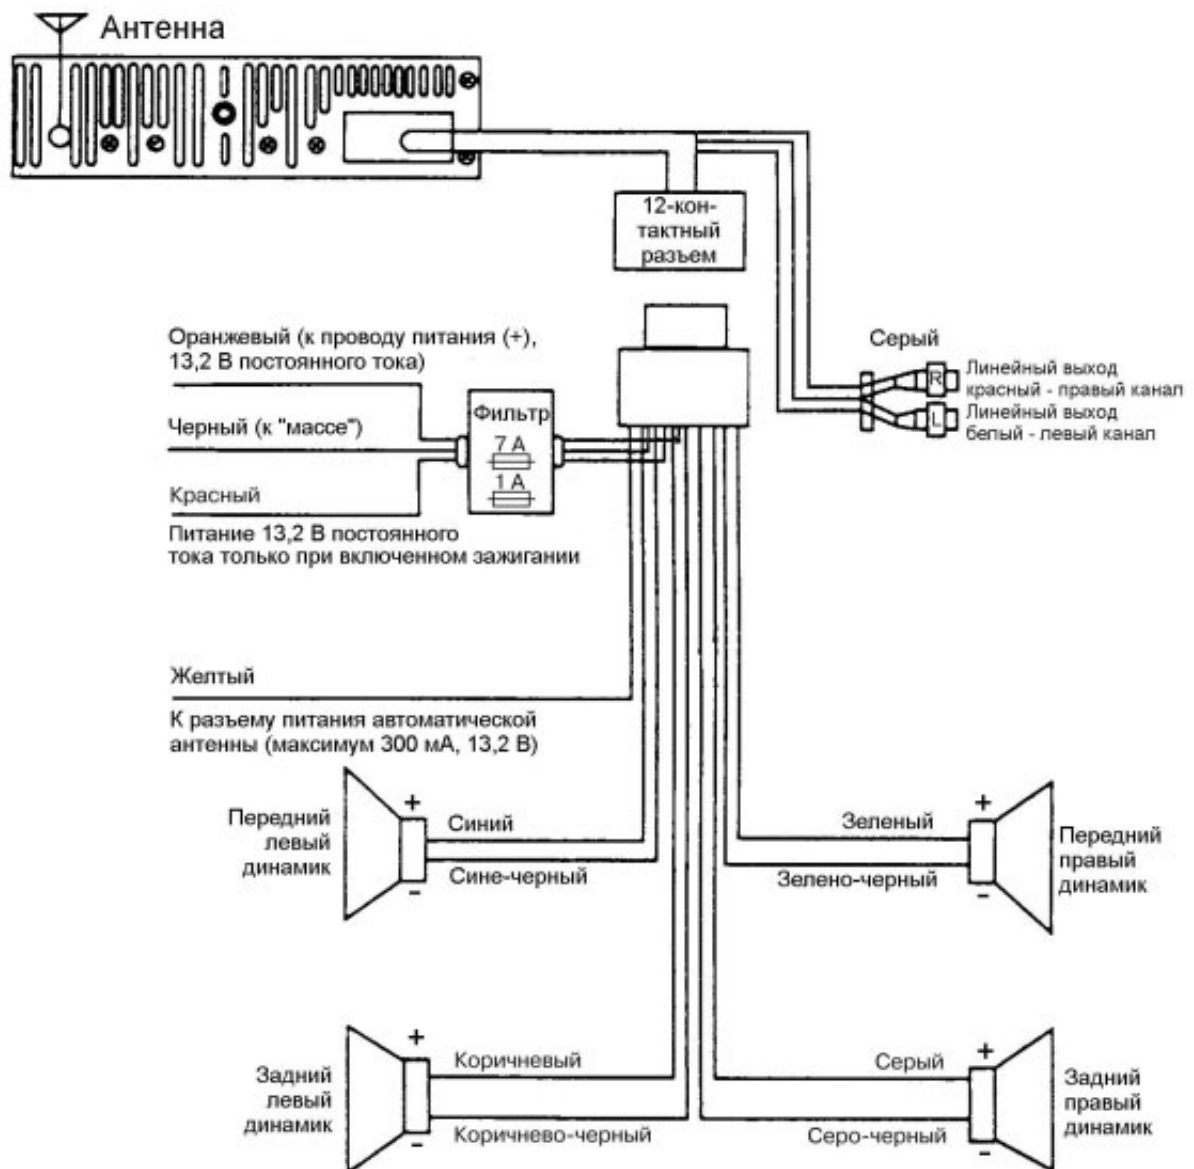 Антенна
12-кон-
тактный
разъем
Оранжевый (к проводу питания (+),
13,2 В постоянного тока)
Фильтр
7 А
1 А
Черный (к "массе")
Красный
Питание 13,2 В постоянного
тока только при включенном зажигании
Серый
R
Линейный выход
красный - правый канал
L
Линейный выход
белый - левый канал
Желтый
К разъему питания автоматической
антенны (максимум 300 мА, 13,2 В)
Передний
левый
динамик
+
-
Синий
Сине-черный
Зеленый
Зелено-черный
+
-
Передний
правый
динамик
Задний
левый
динамик
+
-
Коричневый
Коричнево-черный
Серый
Серо-черный
+
-
Задний
правый
динамик